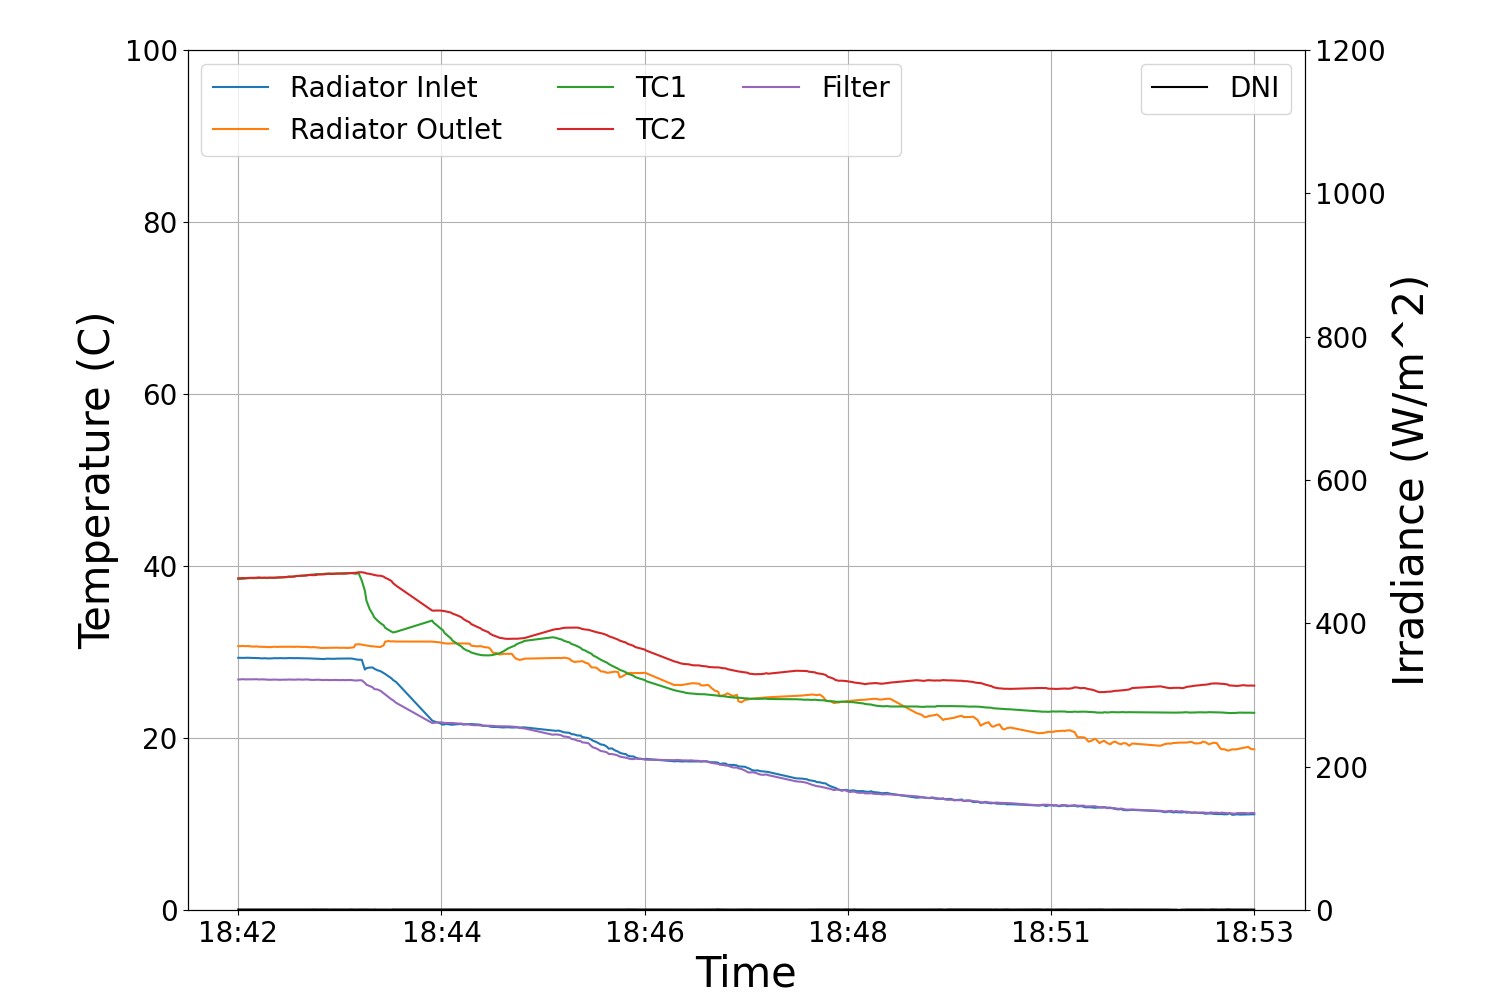 100
80
60
40
20
0
Temperature (C)
Radiator Inlet
Radiator Outlet
TC1
TC2
Filter
DNI
1200
1000
800
600
400
200
0
Irradiance (W/m^2)
18:42 18:44 18:46 18:48 18:51 18:53
Time